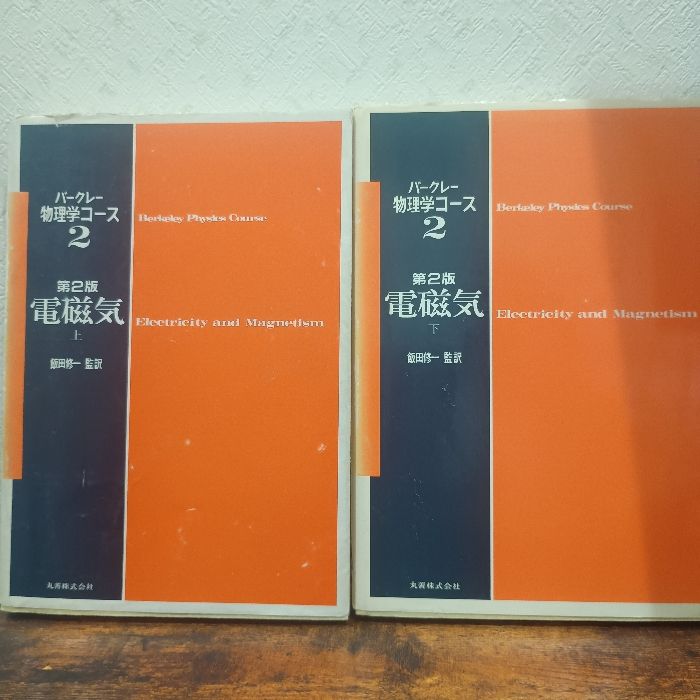 バークレー
物理学コース
2
第2版
電磁気
上
飯田修一 監訳
丸善株式会社
Berkeley Physics Course
Electricity and Magnetism
バークレー
物理学コース
2
第2版
電磁気
下
飯田修一 監訳
丸善株式会社
Berkeley Physics Course
Electricity and Magnetism